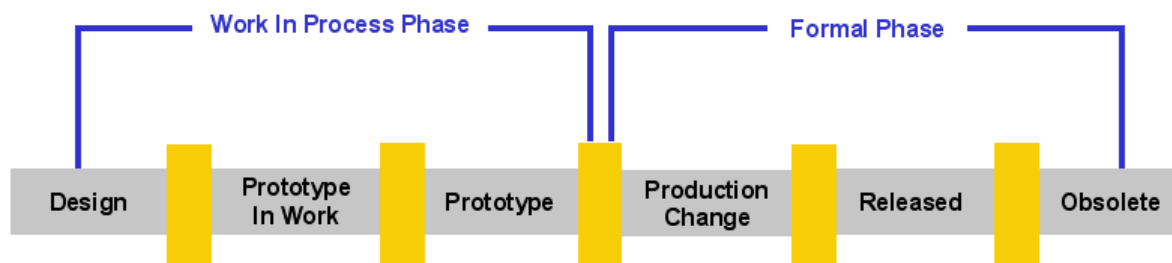 Work In Process Phase
Formal Phase
Design
Prototype
In Work
Prototype
Production
Change
Released
Obsolete